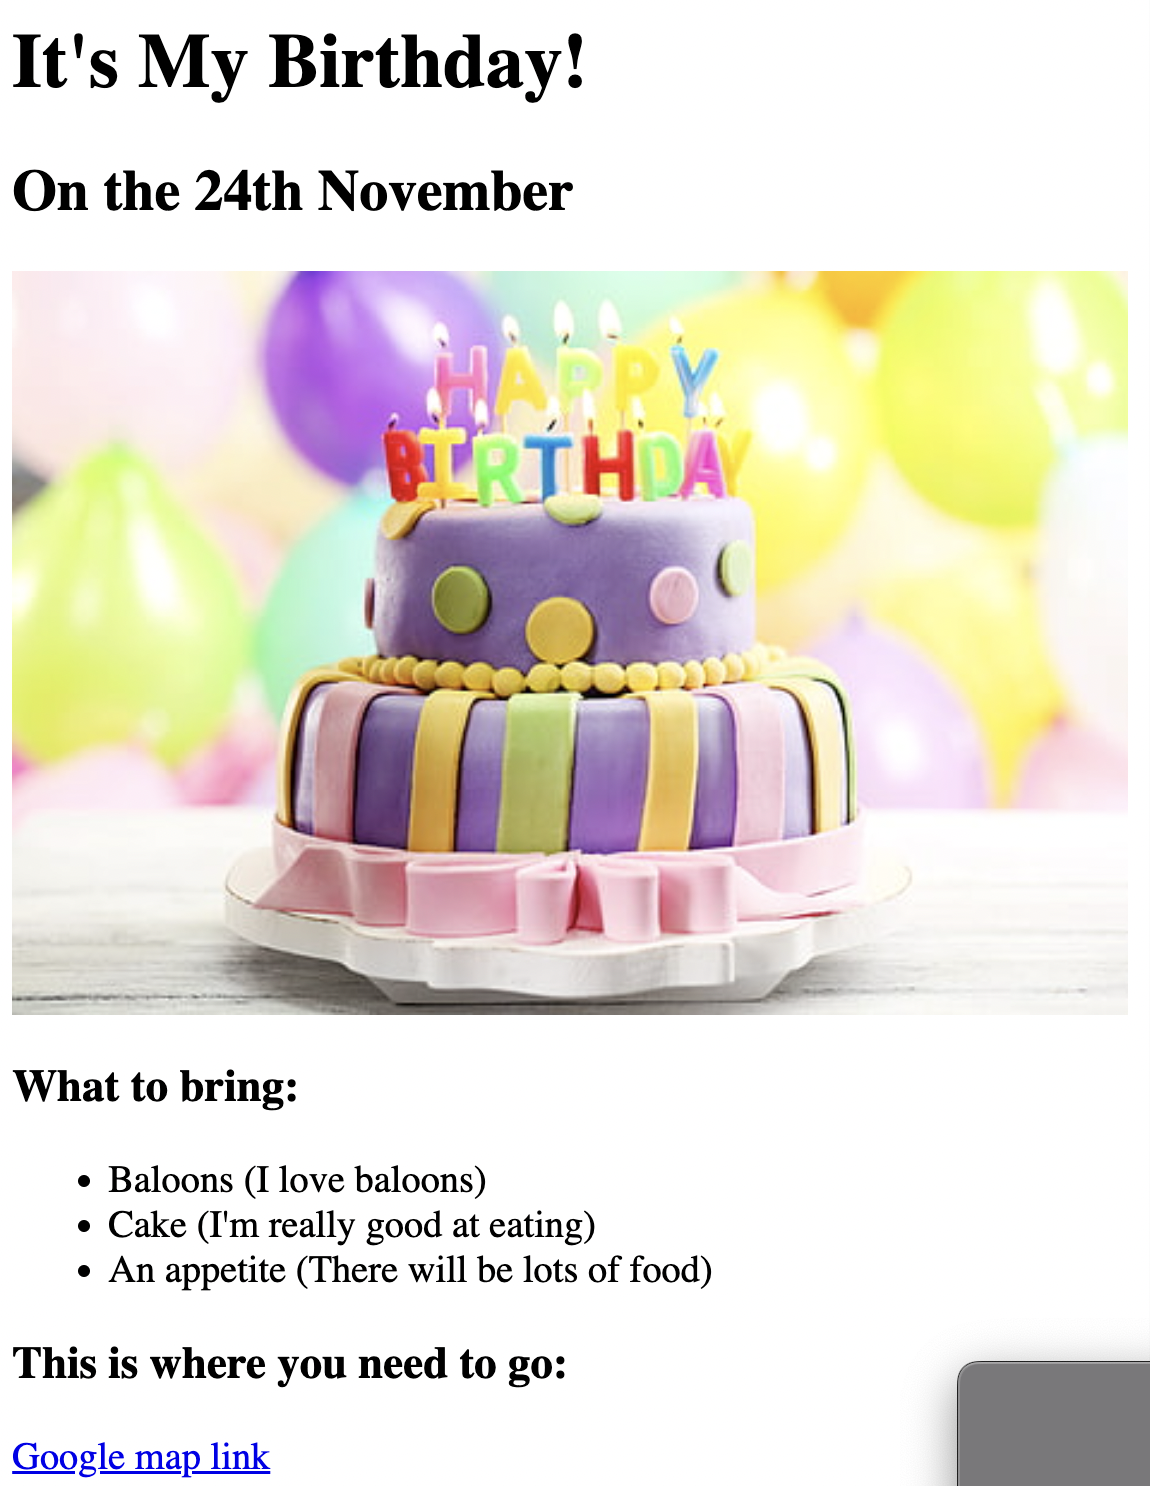 It's My Birthday!
On the 24th November
HAPPY
BIRTHDAY
What to bring:
• Baloons (I love baloons)
• Cake (I'm really good at eating)
• An appetite (There will be lots of food)
This is where you need to go:
Google map link